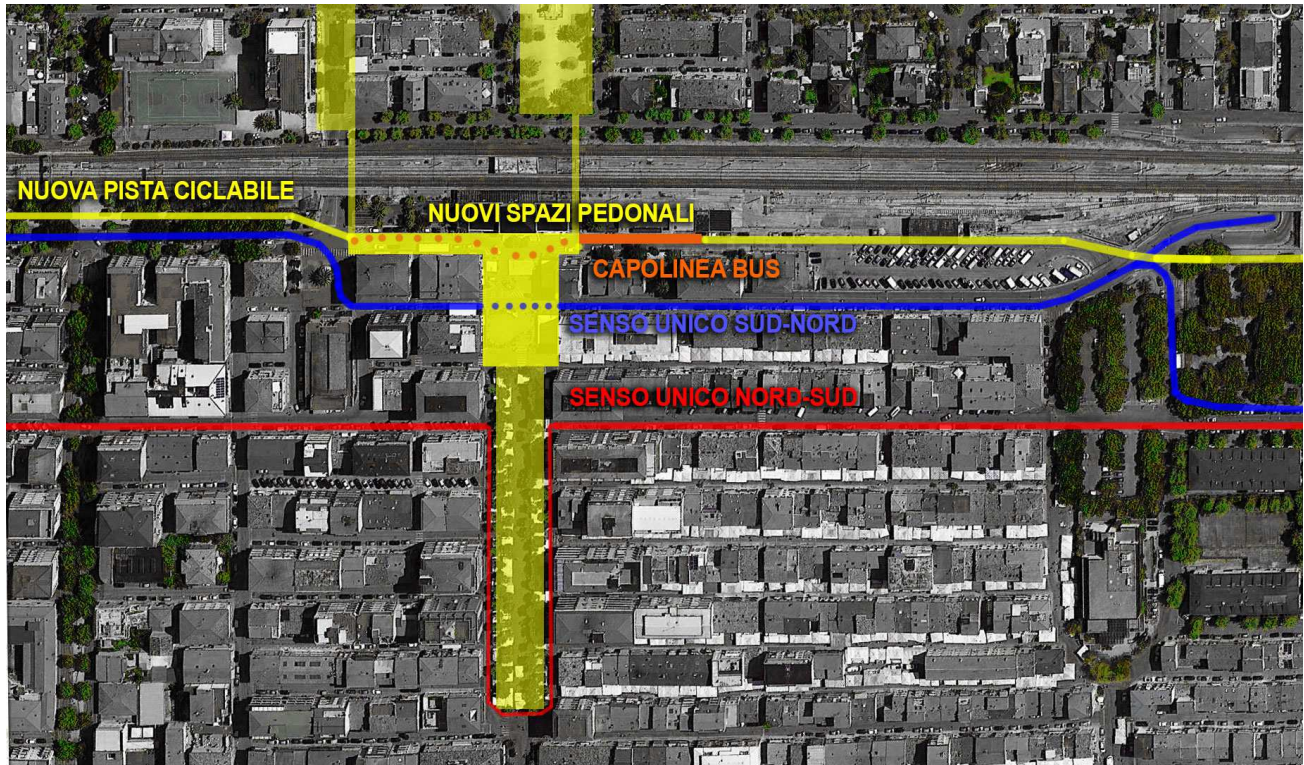 NUOVA PISTA CICLABILE
NUOVI SPAZI PEDONALI
CAPOLINEA BUS
SENSO UNICO SUD-NORD
SENSO UNICO NORD-SUD